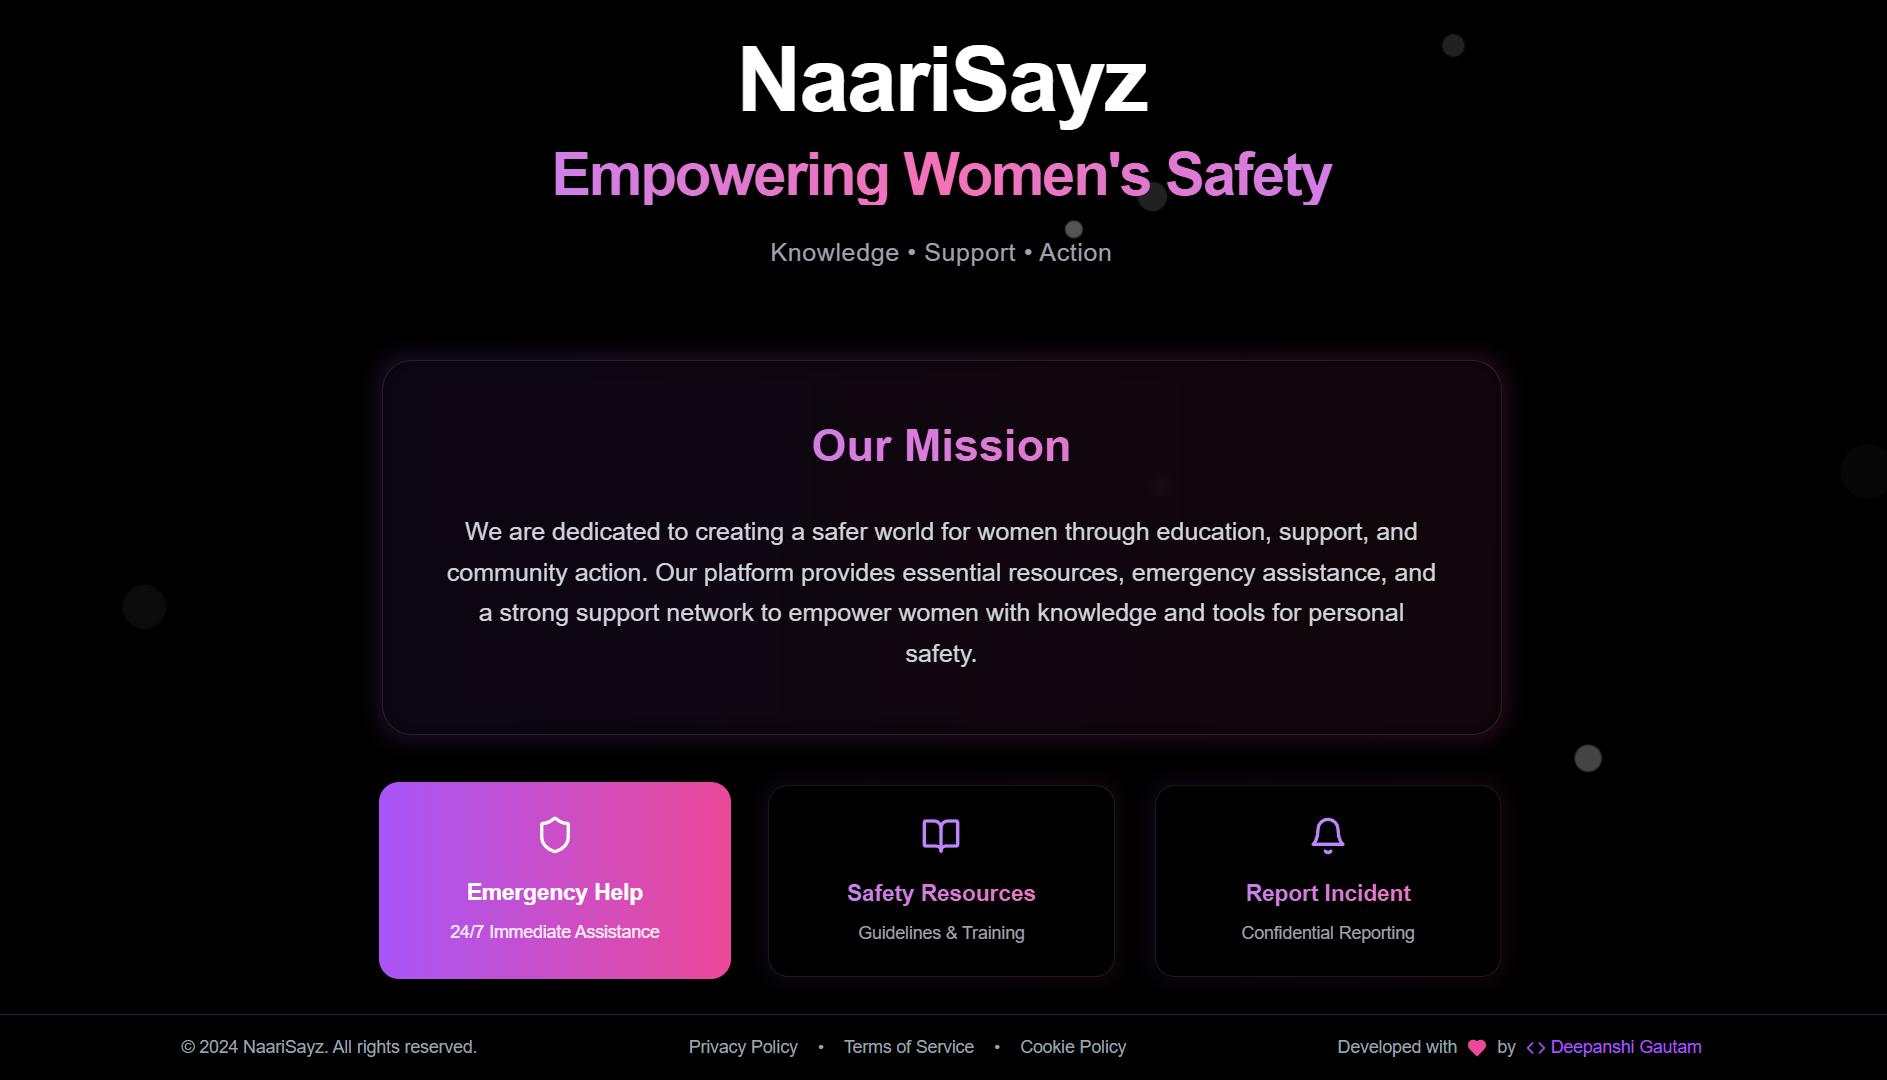 NaariSayz
Empowering Women's Safety
Knowledge • Support • Action
Our Mission
We are dedicated to creating a safer world for women through education, support, and
community action. Our platform provides essential resources, emergency assistance, and
a strong support network to empower women with knowledge and tools for personal
safety.
Emergency Help
24/7 Immediate Assistance
Safety Resources
Guidelines & Training
Report Incident
Confidential Reporting
© 2024 NaariSayz. All rights reserved.
Privacy Policy • Terms of Service • Cookie Policy
Developed with ♥ by <> Deepanshi Gautam